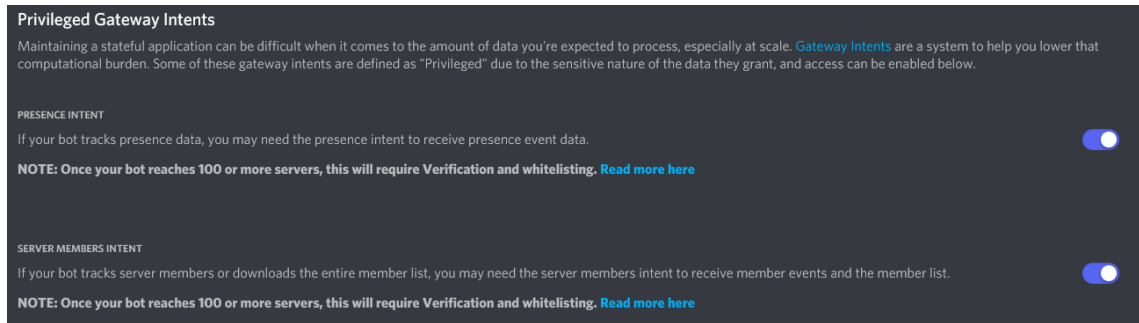 Privileged Gateway Intents
Maintaining a stateful application can be difficult when it comes to the amount of data you're expected to process, especially at scale. Gateway Intents are a system to help you lower that
computational burden. Some of these gateway intents are defined as "Privileged" due to the sensitive nature of the data they grant, and access can be enabled below.
PRESENCE INTENT
If your bot tracks presence data, you may need the presence intent to receive presence event data.
NOTE: Once your bot reaches 100 or more servers, this will require Verification and whitelisting. Read more here
SERVER MEMBERS INTENT
If your bot tracks server members or downloads the entire member list, you may need the server members intent to receive member events and the member list.
NOTE: Once your bot reaches 100 or more servers, this will require Verification and whitelisting. Read more here